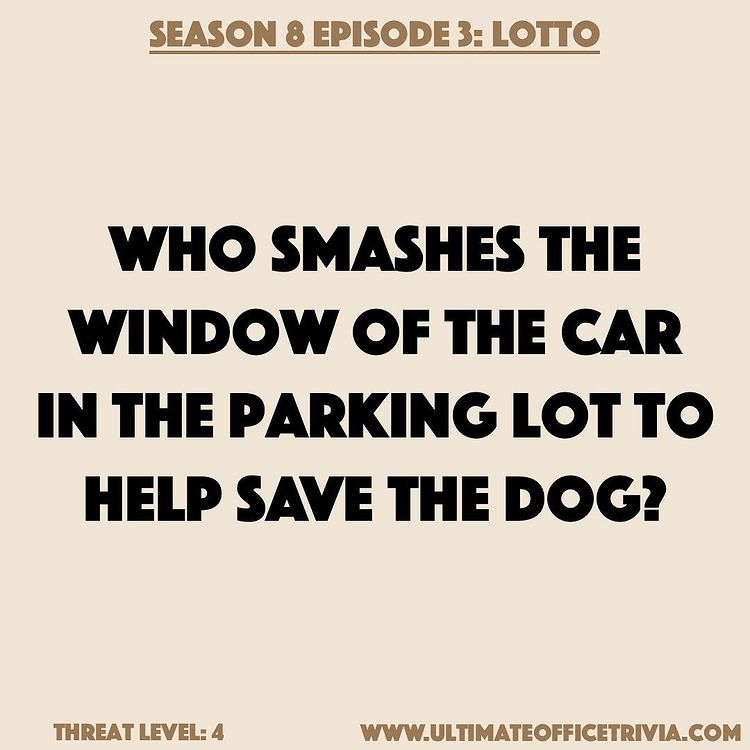 SEASON 8 EPISODE 3: LOTTO
WHO SMASHES THE
WINDOW OF THE CAR
IN THE PARKING LOT TO
HELP SAVE THE DOG?
THREAT LEVEL: 4
WWW.ULTIMATEOFFICETRIVIA.COM